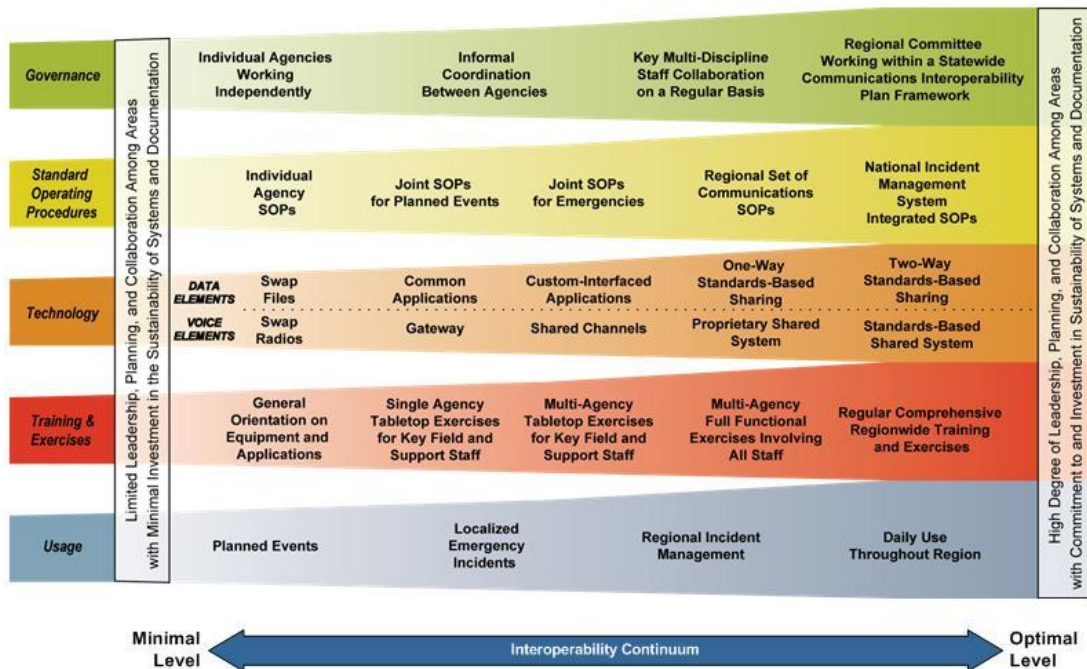 Limited Leadership, Planning, and Collaboration Among Areas
with Minimal Investment in the Sustainability of Systems and Documentation
Governance
Individual Agencies
Working
Independently
Informal
Coordination
Between Agencies
Key Multi-Discipline
Staff Collaboration
on a Regular Basis
Regional Committee
Working within a Statewide
Communications Interoperability
Plan Framework
Standard
Operating
Procedures
Individual
Agency
SOPs
Joint SOPs
for Planned Events
Joint SOPs
for Emergencies
Regional Set of
Communications
SOPs
National Incident
Management
System
Integrated SOPs
Technology
DATA
ELEMENTS
Swap
Files
Common
Applications
Custom-Interfaced
Applications
One-Way
Standards-Based
Sharing
Two-Way
Standards-Based
Sharing
VOICE
ELEMENTS
Swap
Radios
Gateway
Shared Channels
Proprietary Shared
System
Standards-Based
Shared System
Training &
Exercises
General
Orientation on
Equipment and
Applications
Single Agency
Tabletop Exercises
for Key Field and
Support Staff
Multi-Agency
Tabletop Exercises
for Key Field and
Support Staff
Multi-Agency
Full Functional
Exercises Involving
All Staff
Regular Comprehensive
Regionwide Training
and Exercises
Usage
Planned Events
Localized
Emergency
Incidents
Regional Incident
Management
Daily Use
Throughout Region
High Degree of Leadership, Planning, and Collaboration Among Areas
with Commitment to and Investment in Sustainability of Systems and Documentation
Minimal
Level
Interoperability Continuum
Optimal
Level